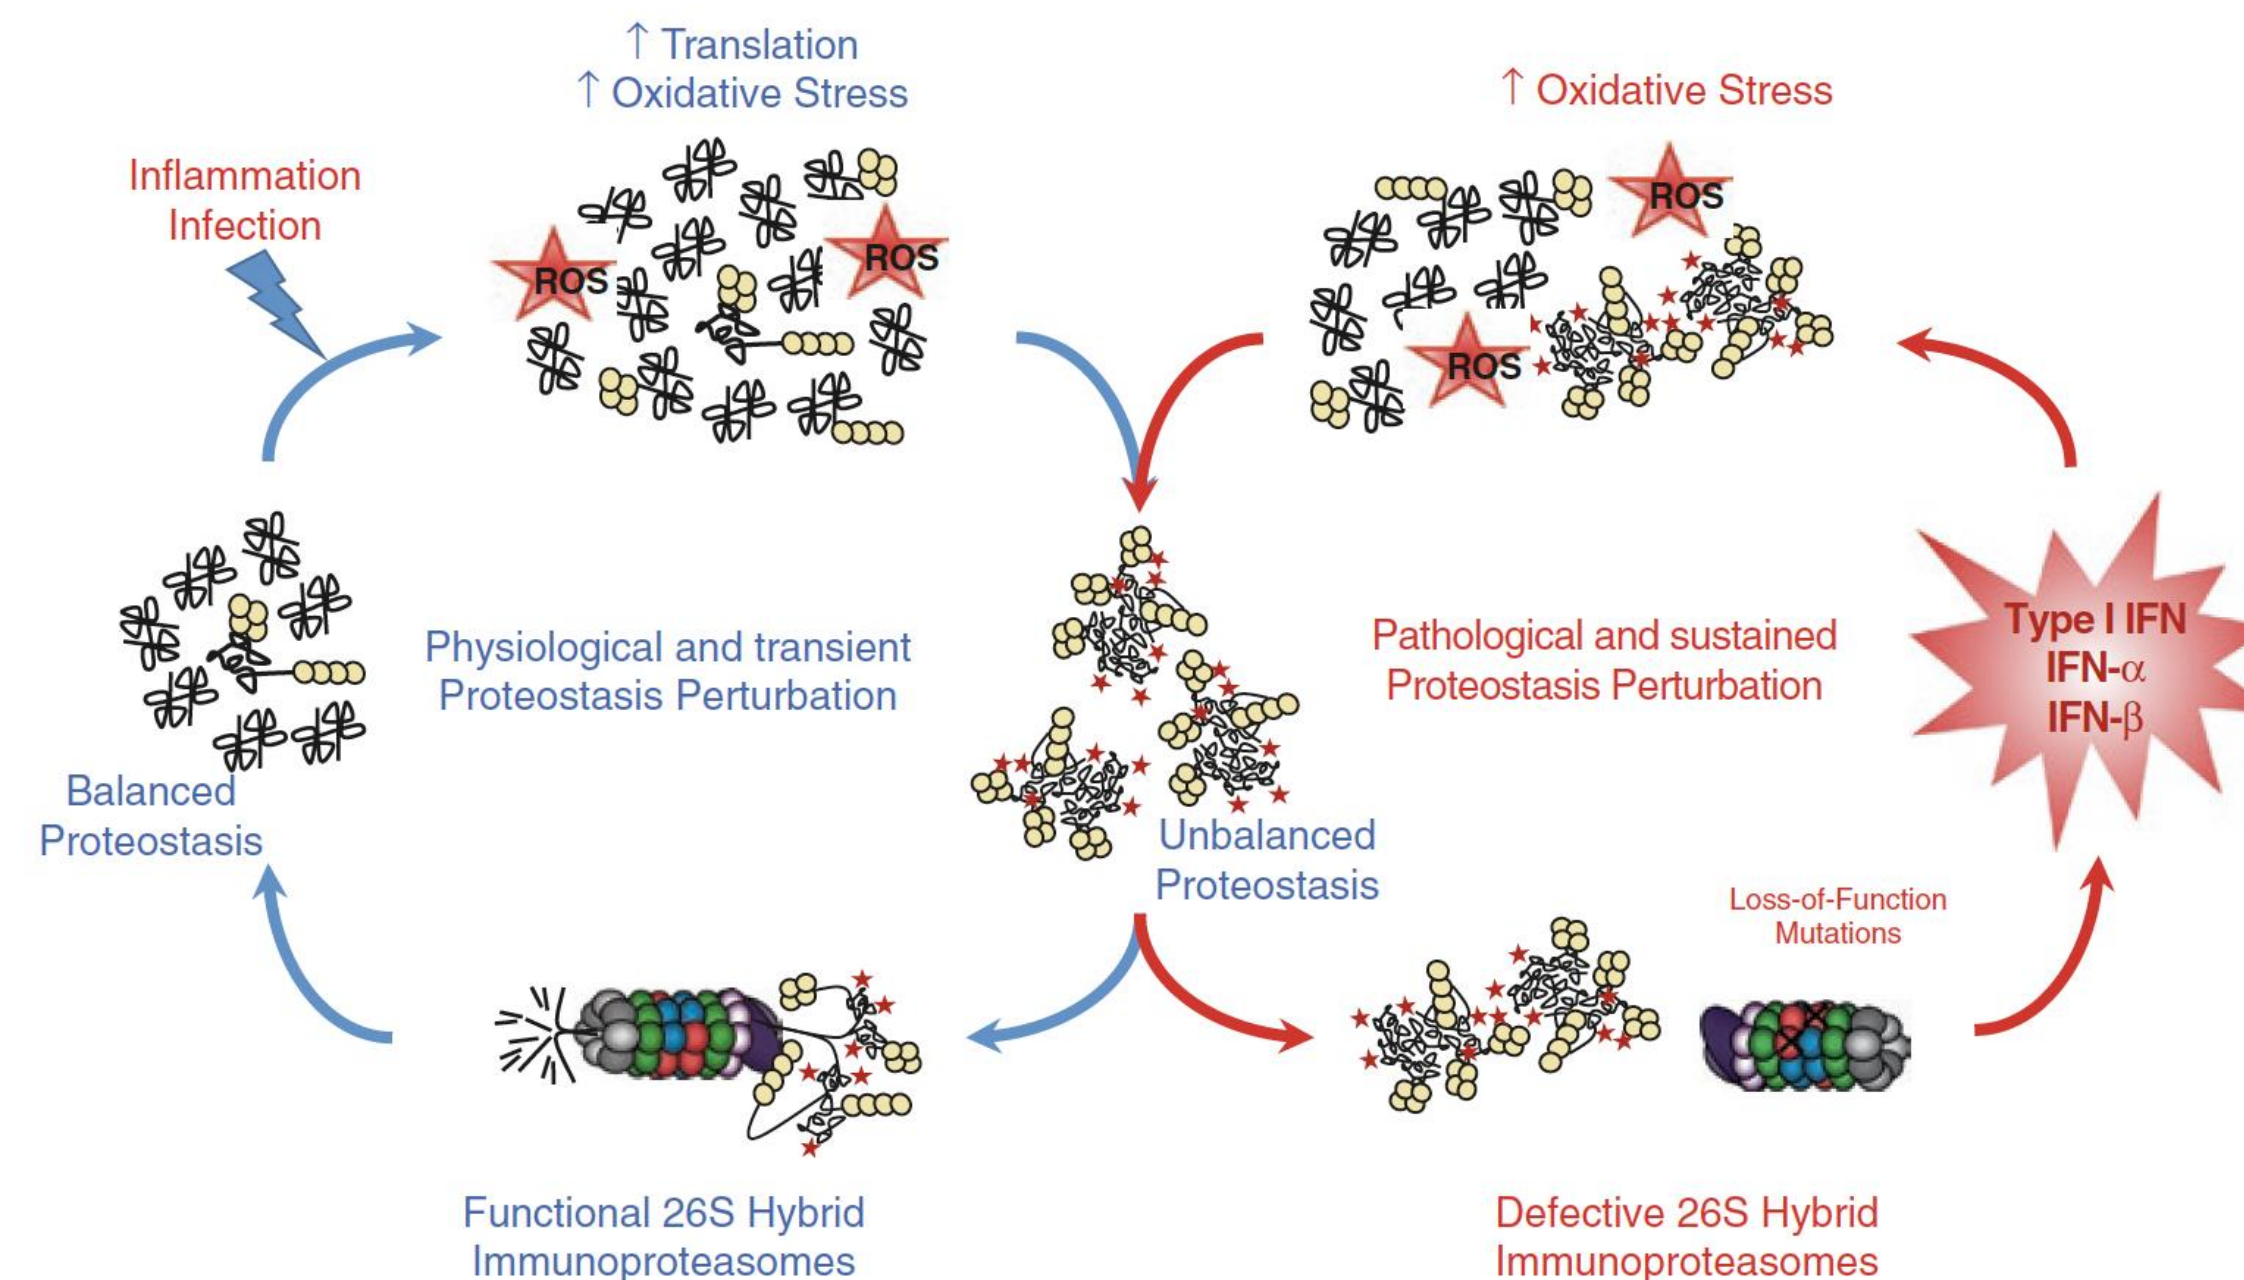 ↑ Translation
↑ Oxidative Stress
↑ Oxidative Stress
Inflammation
Infection
ROS
ROS
ROS
ROS
Physiological and transient
Proteostasis Perturbation
Pathological and sustained
Proteostasis Perturbation
Type I IFN
IFN-α
IFN-β
Balanced
Proteostasis
Unbalanced
Proteostasis
Loss-of-Function
Mutations
Functional 26S Hybrid
Immunoproteasomes
Defective 26S Hybrid
Immunoproteasomes